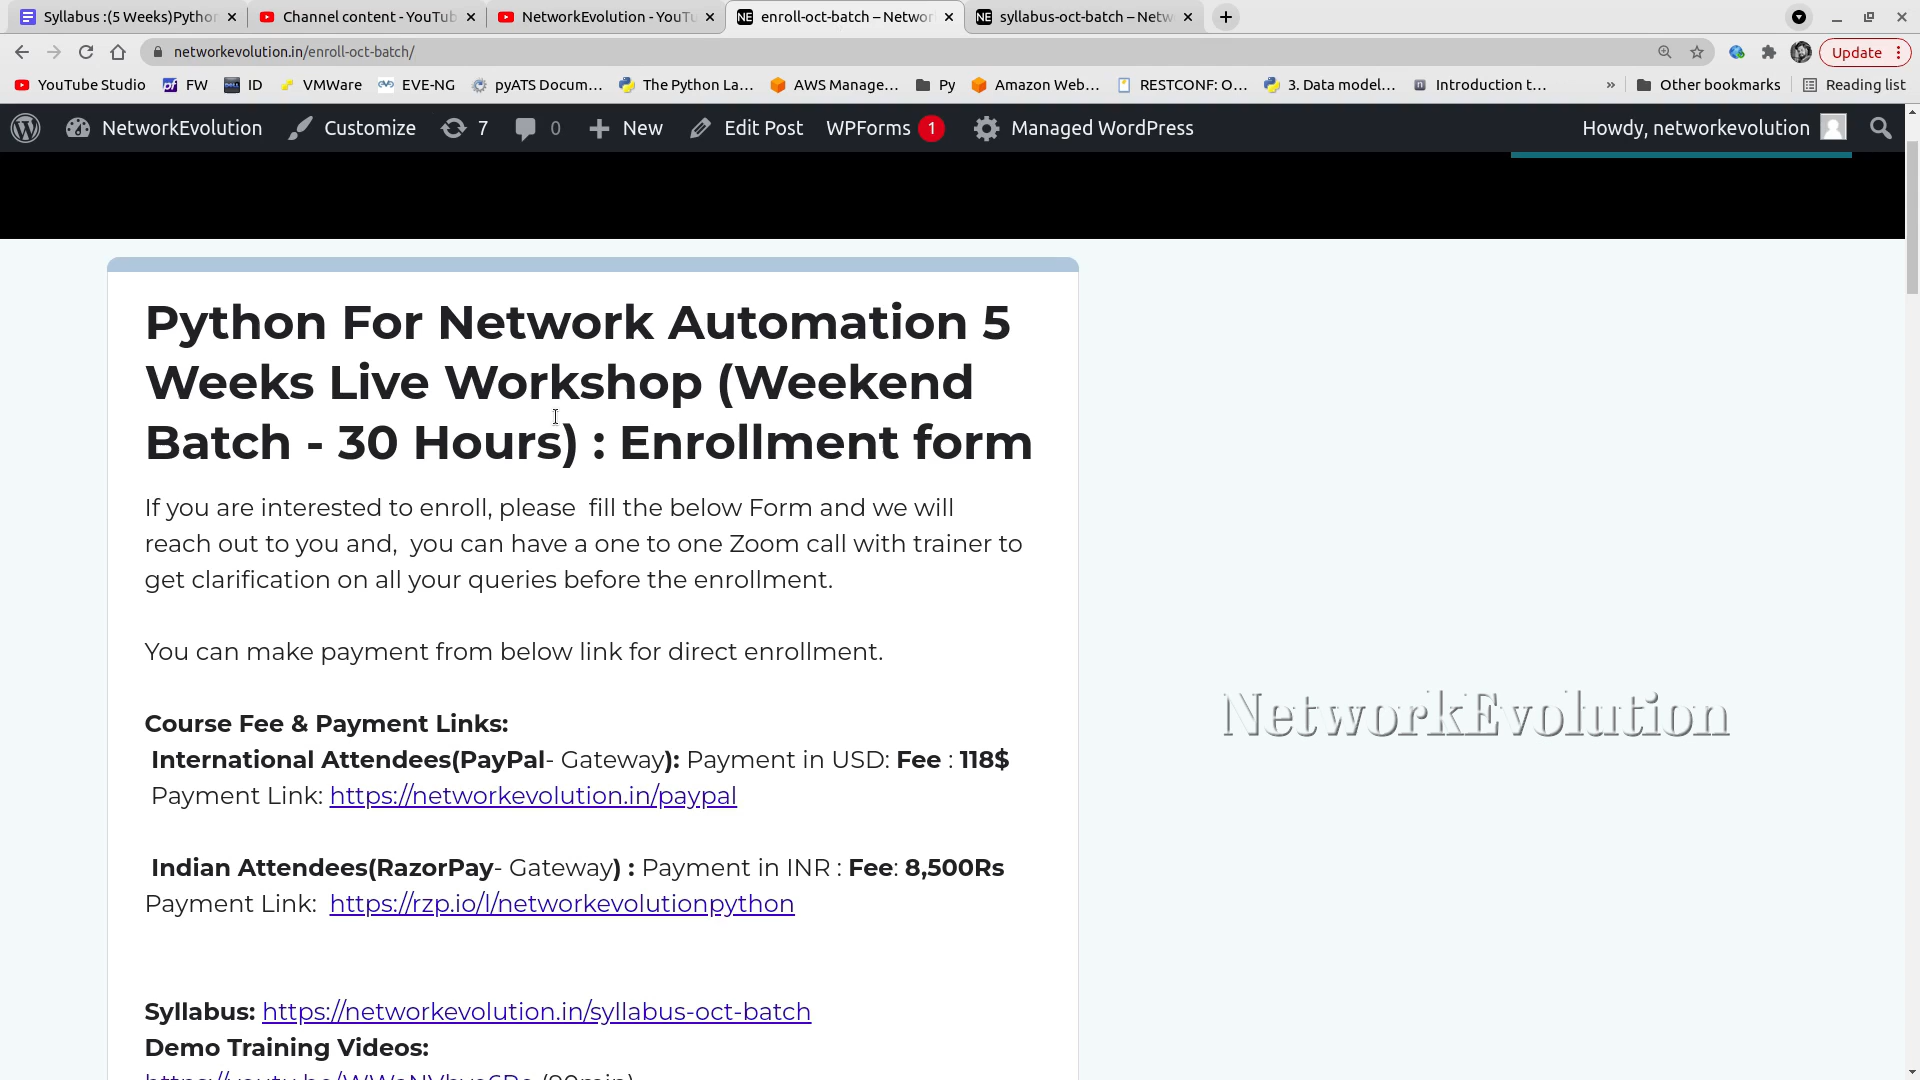 Syllabus :(5 Weeks)Python
Channel content - YouTub
NetworkEvolution - YouTu
enroll-oct-batch – Networ
syllabus-oct-batch – Netw
networkevolution.in/enroll-oct-batch/
Update
YouTube Studio
FW
ID
VMWare
EVE-NG
pyATS Docum...
The Python La...
AWS Manage...
Py
Amazon Web...
RESTCONF: O...
3. Data model...
Introduction t...
»
Other bookmarks
Reading list
NetworkEvolution
Customize
7
0
New
Edit Post
WPForms 1
Managed WordPress
Howdy, networkevolution
Python For Network Automation 5
Weeks Live Workshop (Weekend
Batch - 30 Hours) : Enrollment form
If you are interested to enroll, please  fill the below Form and we will
reach out to you and,  you can have a one to one Zoom call with trainer to
get clarification on all your queries before the enrollment.
You can make payment from below link for direct enrollment.
Course Fee & Payment Links:
International Attendees(PayPal- Gateway): Payment in USD: Fee : 118$
Payment Link: https://networkevolution.in/paypal
Indian Attendees(RazorPay- Gateway) : Payment in INR : Fee: 8,500Rs
Payment Link:  https://rzp.io/l/networkevolutionpython
Syllabus: https://networkevolution.in/syllabus-oct-batch
Demo Training Videos:
NetworkEvolution